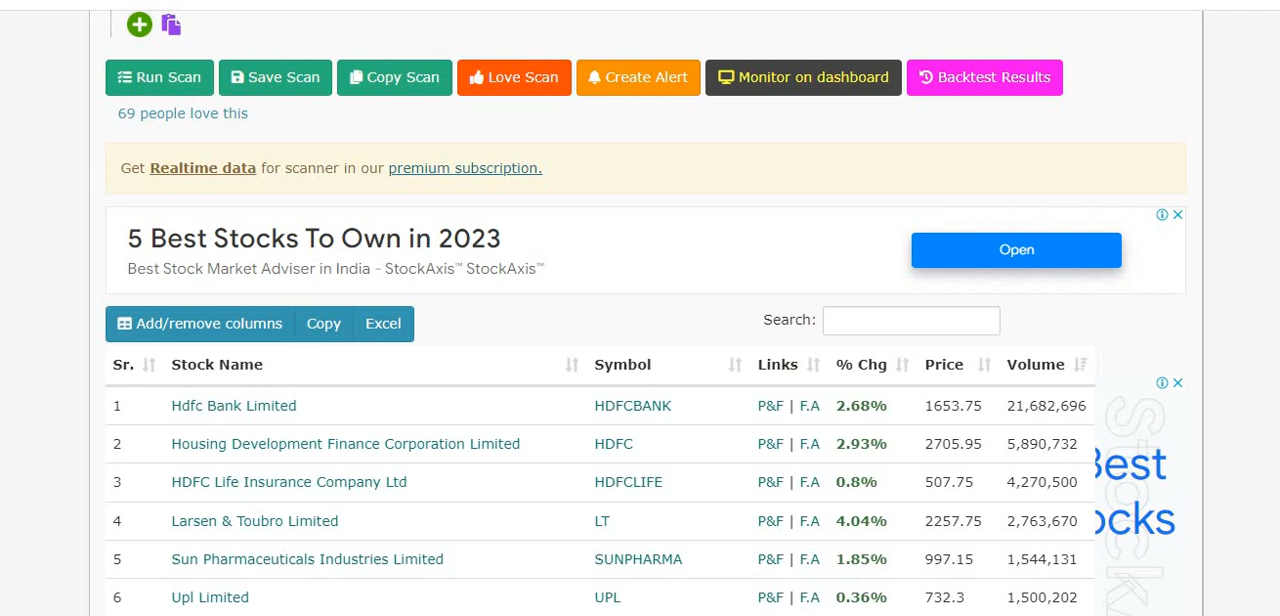 Run Scan Save Scan Copy Scan Love Scan Create Alert Monitor on dashboard Backtest Results
69 people love this
Get Realtime data for scanner in our premium subscription.
5 Best Stocks To Own in 2023
Best Stock Market Adviser in India - StockAxis™ StockAxis™
Open
Add/remove columns Copy Excel Search:
Sr. Stock Name Symbol Links % Chg Price Volume
1 Hdfc Bank Limited HDFCBANK P&F | F.A 2.68% 1653.75 21,682,696
2 Housing Development Finance Corporation Limited HDFC P&F | F.A 2.93% 2705.95 5,890,732
3 HDFC Life Insurance Company Ltd HDFCLIFE P&F | F.A 0.8% 507.75 4,270,500
4 Larsen & Toubro Limited LT P&F | F.A 4.04% 2257.75 2,763,670
5 Sun Pharmaceuticals Industries Limited SUNPHARMA P&F | F.A 1.85% 997.15 1,544,131
6 Upl Limited UPL P&F | F.A 0.36% 732.3 1,500,202
Best
ocks